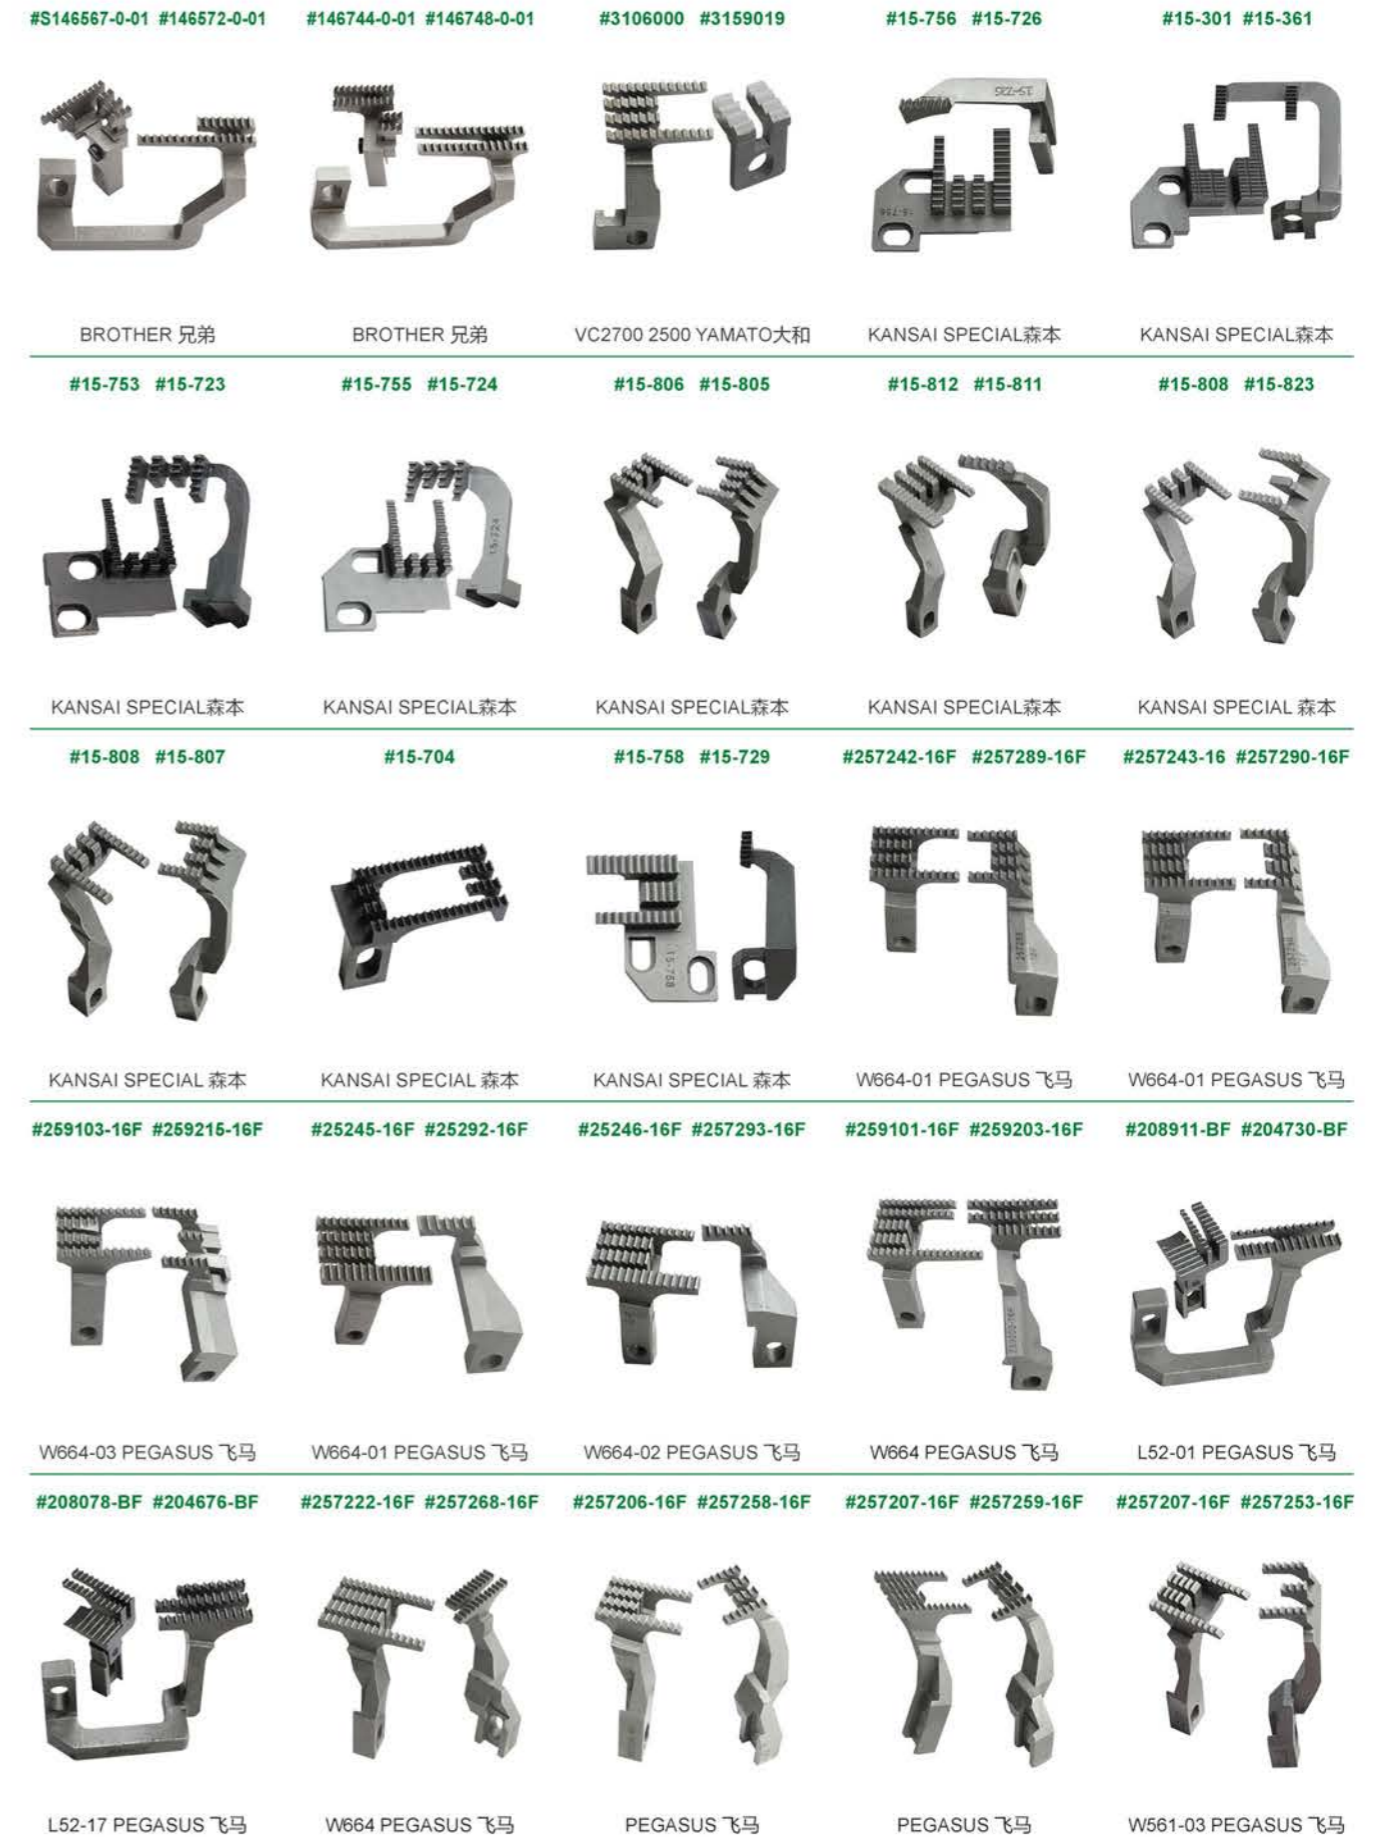 #S146567-0-01 #146572-0-01 #146744-0-01 #146748-0-01 #3106000 #3159019 #15-756 #15-726 #15-301 #15-361
BROTHER 兄弟 BROTHER 兄弟 VC2700 2500 YAMATO大和 KANSAI SPECIAL森本 KANSAI SPECIAL森本
#15-753 #15-723 #15-755 #15-724 #15-806 #15-805 #15-812 #15-811 #15-808 #15-823
15-724
KANSAI SPECIAL森本 KANSAI SPECIAL森本 KANSAI SPECIAL森本 KANSAI SPECIAL森本 KANSAI SPECIAL 森本
#15-808 #15-807 #15-704 #15-758 #15-729 #257242-16F #257289-16F #257243-16 #257290-16F
15-758
KANSAI SPECIAL 森本 KANSAI SPECIAL 森本 KANSAI SPECIAL 森本 W664-01 PEGASUS 飞马 W664-01 PEGASUS 飞马
#259103-16F #259215-16F #25245-16F #25292-16F #25246-16F #257293-16F #259101-16F #259203-16F #208911-BF #204730-BF
W664-03 PEGASUS 飞马 W664-01 PEGASUS 飞马 W664-02 PEGASUS 飞马 W664 PEGASUS 飞马 L52-01 PEGASUS 飞马
#208078-BF #204676-BF #257222-16F #257268-16F #257206-16F #257258-16F #257207-16F #257259-16F #257207-16F #257253-16F
L52-17 PEGASUS 飞马 W664 PEGASUS 飞马 PEGASUS 飞马 PEGASUS 飞马 W561-03 PEGASUS 飞马